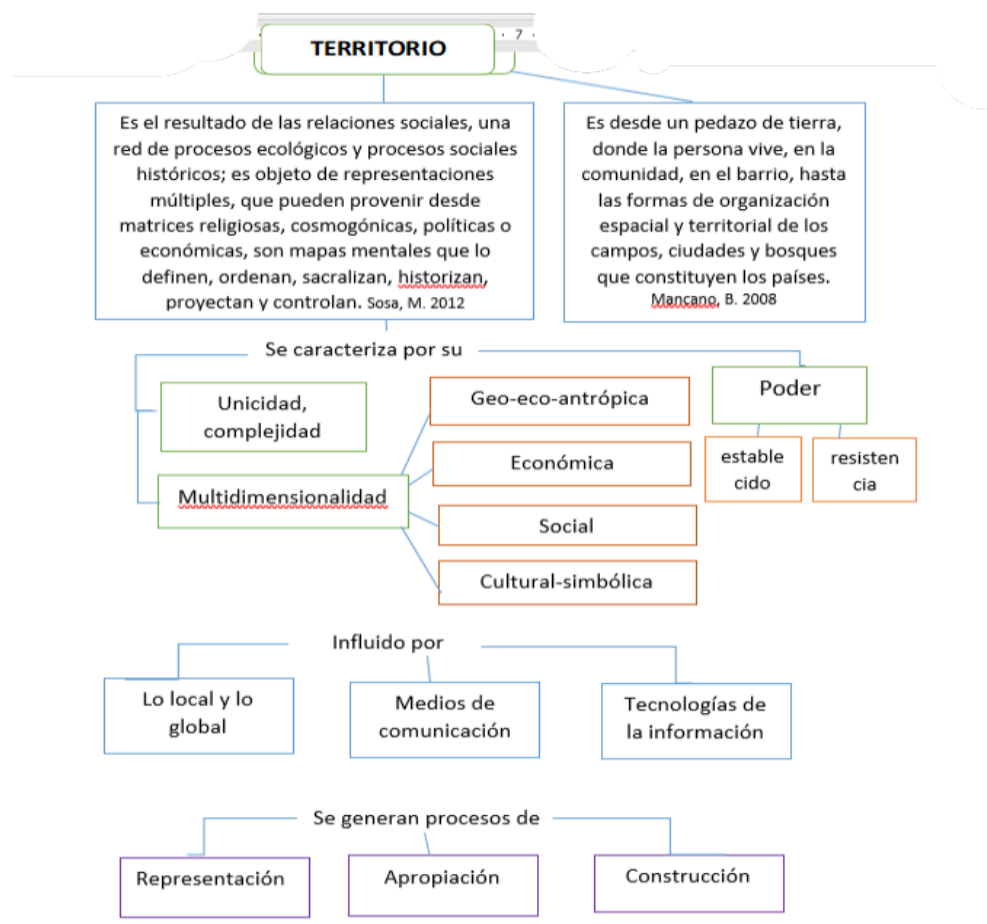 7
TERRITORIO
Es el resultado de las relaciones sociales, una
red de procesos ecológicos y procesos sociales
históricos; es objeto de representaciones
múltiples, que pueden provenir desde
matrices religiosas, cosmogónicas, políticas o
económicas, son mapas mentales que lo
definen, ordenan, sacralizan, historizan,
proyectan y controlan. Sosa, M. 2012
Es desde un pedazo de tierra,
donde la persona vive, en la
comunidad, en el barrio, hasta
las formas de organización
espacial y territorial de los
campos, ciudades y bosques
que constituyen los países.
Mancano, B. 2008
Se caracteriza por su
Unicidad,
complejidad
Multidimensionalidad
Geo-eco-antrópica
Económica
Social
Cultural-simbólica
Poder
estable
cido
resisten
cia
Influido por
Lo local y lo
global
Medios de
comunicación
Tecnologías de
la información
Se generan procesos de
Representación
Apropiación
Construcción